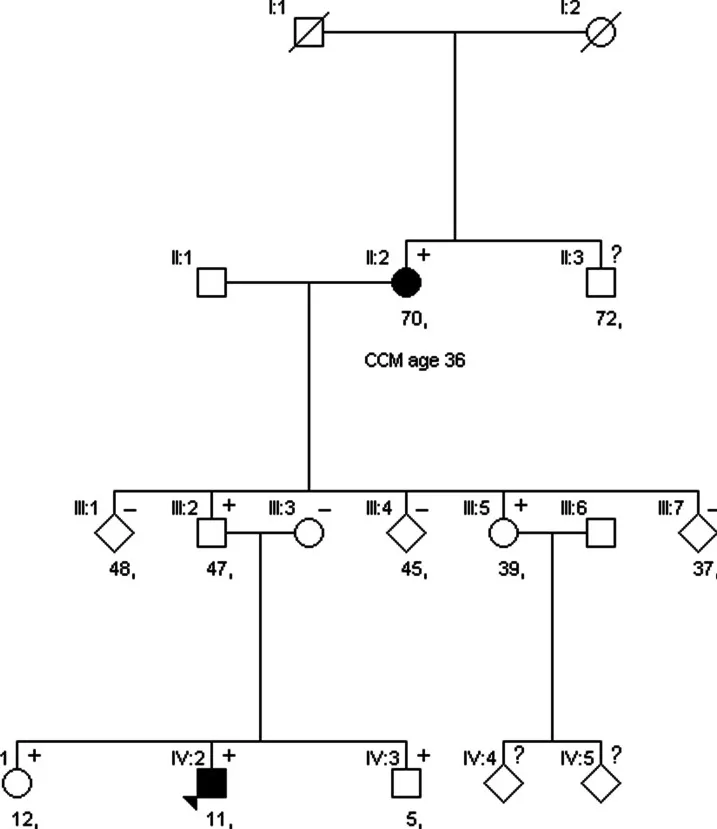 I:1 I:2
II:1 II:2 + II:3 ?
70, 72,
CCM age 36
III:1 – III:2 + III:3 – III:4 – III:5 + III:6 III:7 –
48, 47, 45, 39, 37,
1 + IV:2 + IV:3 + IV:4 ? IV:5 ?
12, 11, 5,